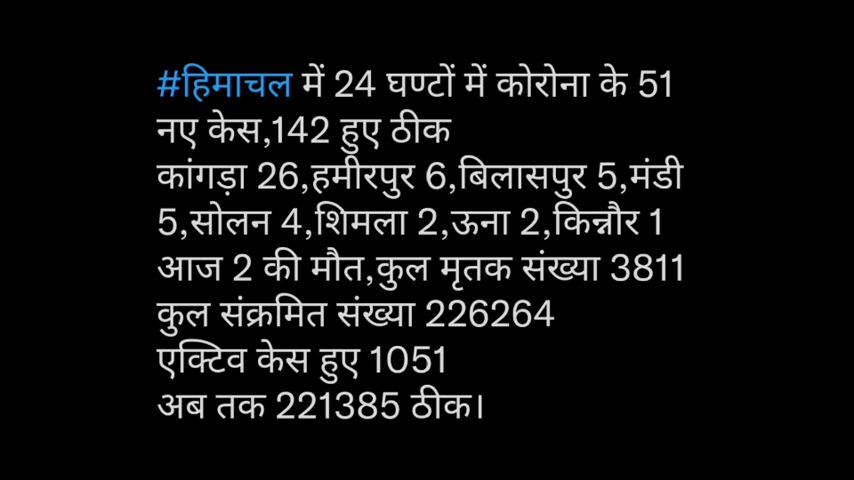 #हिमाचल में 24 घण्टों में कोरोना के 51
नए केस,142 हुए ठीक
कांगड़ा 26,हमीरपुर 6,बिलासपुर 5,मंडी
5,सोलन 4,शिमला 2,ऊना 2,किन्नौर 1
आज 2 की मौत,कुल मृतक संख्या 3811
कुल संक्रमित संख्या 226264
एक्टिव केस हुए 1051
अब तक 221385 ठीक।